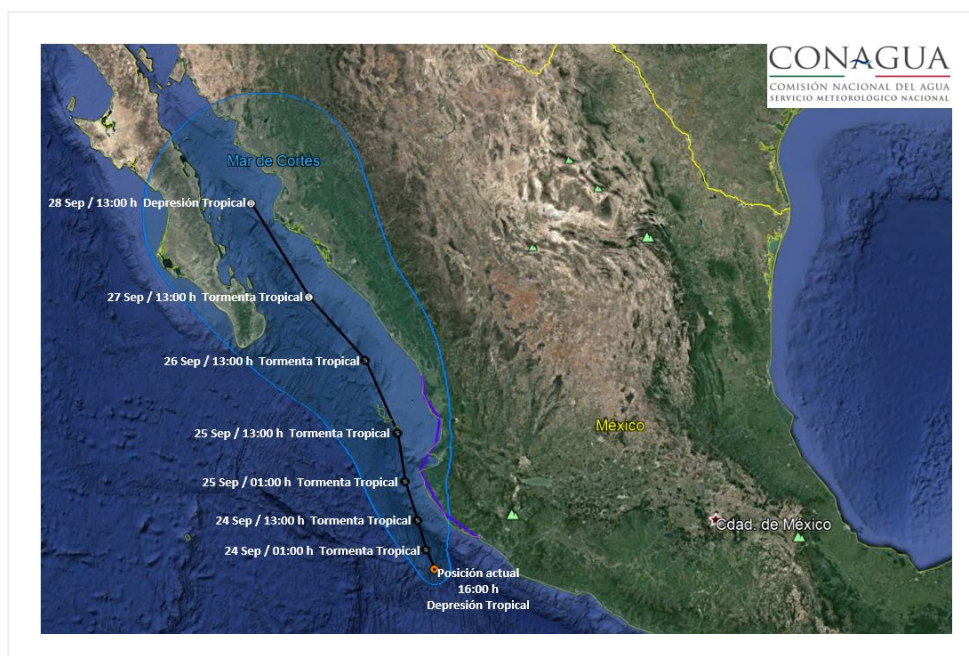 CONAGUA
COMISIÓN NACIONAL DEL AGUA
SERVICIO METEOROLÓGICO NACIONAL
Mar de Cortés
28 Sep / 13:00 h Depresión Tropical
27 Sep / 13:00 h Tormenta Tropical
26 Sep / 13:00 h Tormenta Tropical
México
25 Sep / 13:00 h Tormenta Tropical
25 Sep / 01:00 h Tormenta Tropical
24 Sep / 13:00 h Tormenta Tropical
Cdad. de México
24 Sep / 01:00 h Tormenta Tropical
Posición actual
16:00 h
Depresión Tropical